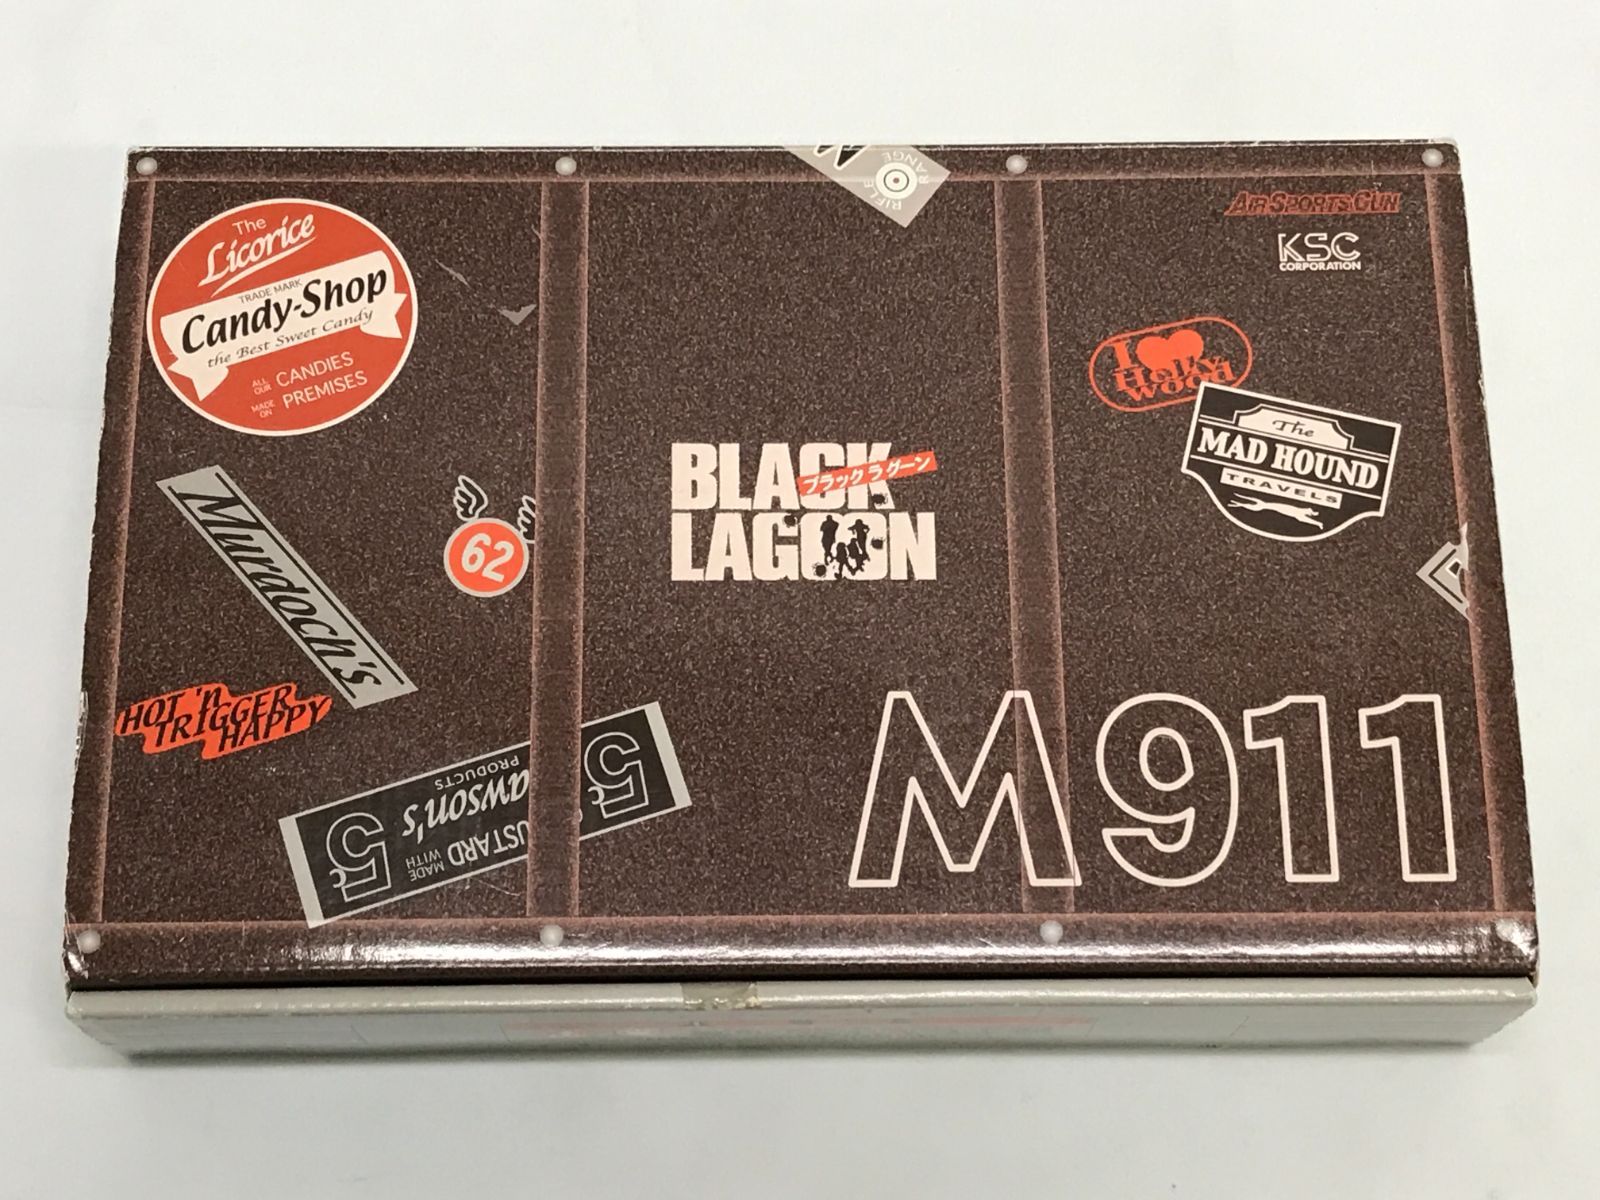 RIFLE
RANGE
AIR SPORTS GUN
KSC
CORPORATION
The
Licorice
TRADE MARK
Candy-Shop
the Best Sweet Candy
ALL
OUR
CANDIES
MADE
ON
PREMISES
I
Holly
WOOD
The
MAD HOUND
TRAVELS
BLACK
ブラックラグーン
LAGOON
Murdoch's
62
HOT 'n
TRIGGER
HAPPY
M911
5¢
PRODUCTS
awson's
USTARD
MADE
WITH
5¢